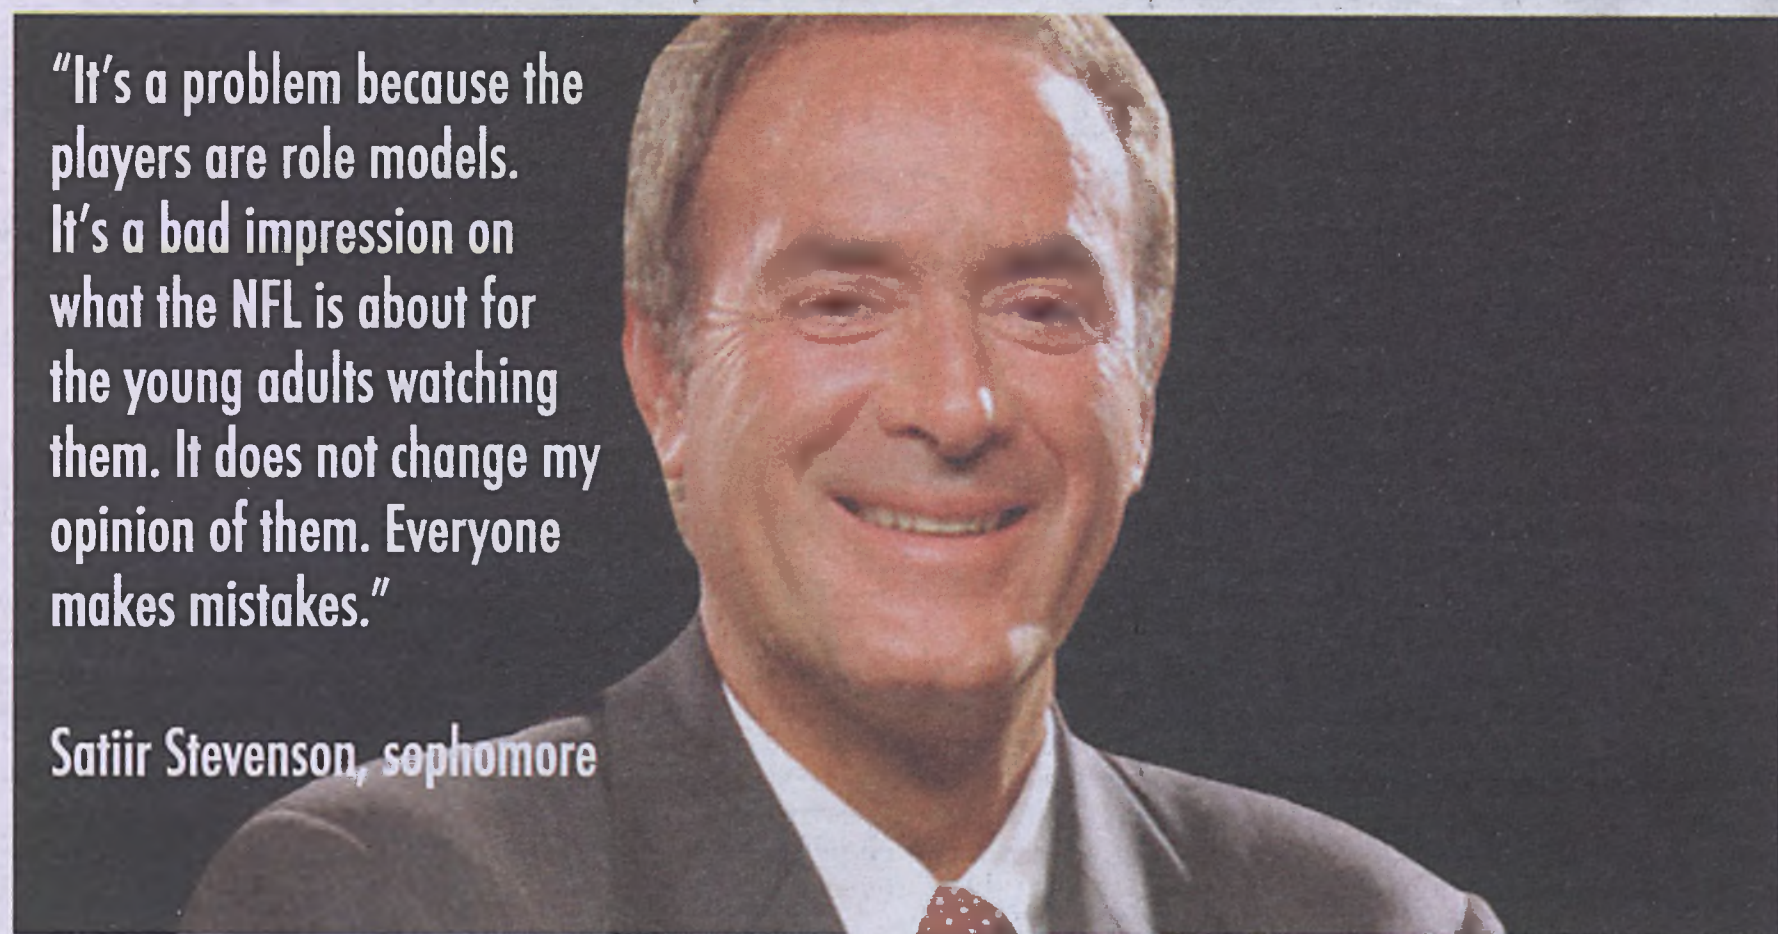 “It’s a problem because the
players are role models.
It’s a bad impression on
what the NFL is about for
the young adults watching
them. It does not change my
opinion of them. Everyone
makes mistakes.”
Satiir Stevenson, sophomore